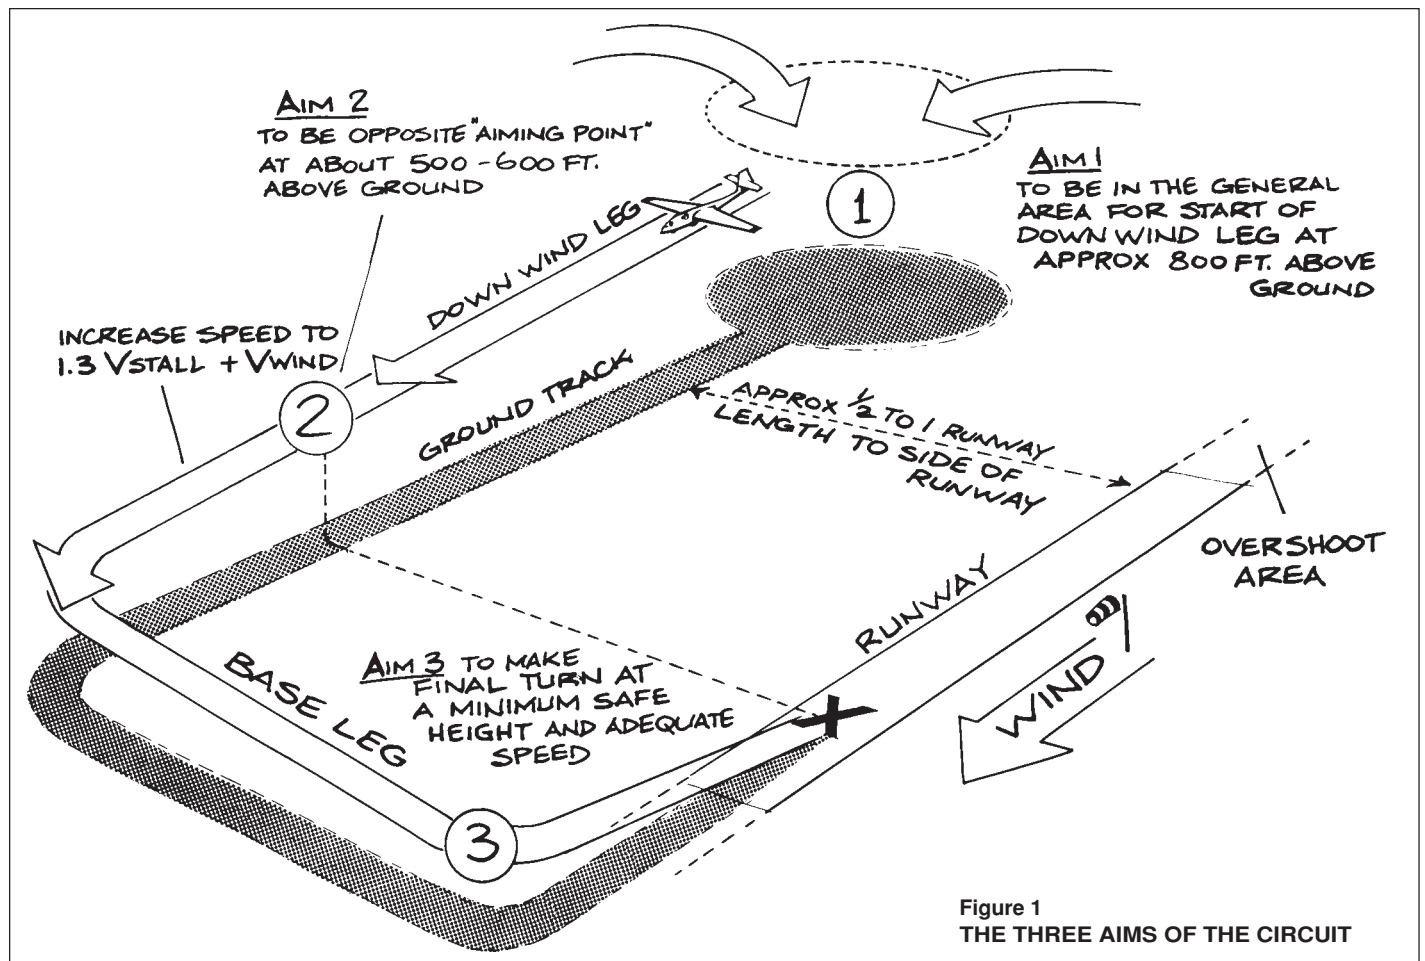 AIM 2
TO BE OPPOSITE "AIMING POINT"
AT ABOUT 500-600 FT.
ABOVE GROUND
AIM 1
TO BE IN THE GENERAL
AREA FOR START OF
DOWN WIND LEG AT
APPROX 800 FT. ABOVE
GROUND
1
DOWN WIND LEG
INCREASE SPEED TO
1.3 VSTALL + VWIND
2
GROUND TRACK
APPROX 1/2 TO 1 RUNWAY
LENGTH TO SIDE OF
RUNWAY
OVERSHOOT
AREA
RUNWAY
WIND
BASE LEG
AIM 3 TO MAKE
FINAL TURN AT
A MINIMUM SAFE
HEIGHT AND ADEQUATE
SPEED
3
Figure 1
THE THREE AIMS OF THE CIRCUIT